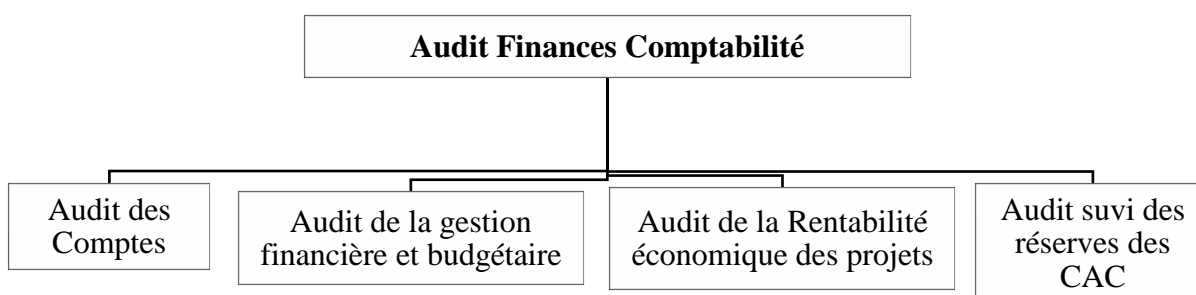 Audit Finances Comptabilité
Audit des
Comptes
Audit de la gestion
financière et budgétaire
Audit de la Rentabilité
économique des projets
Audit suvi des
réserves des
CAC